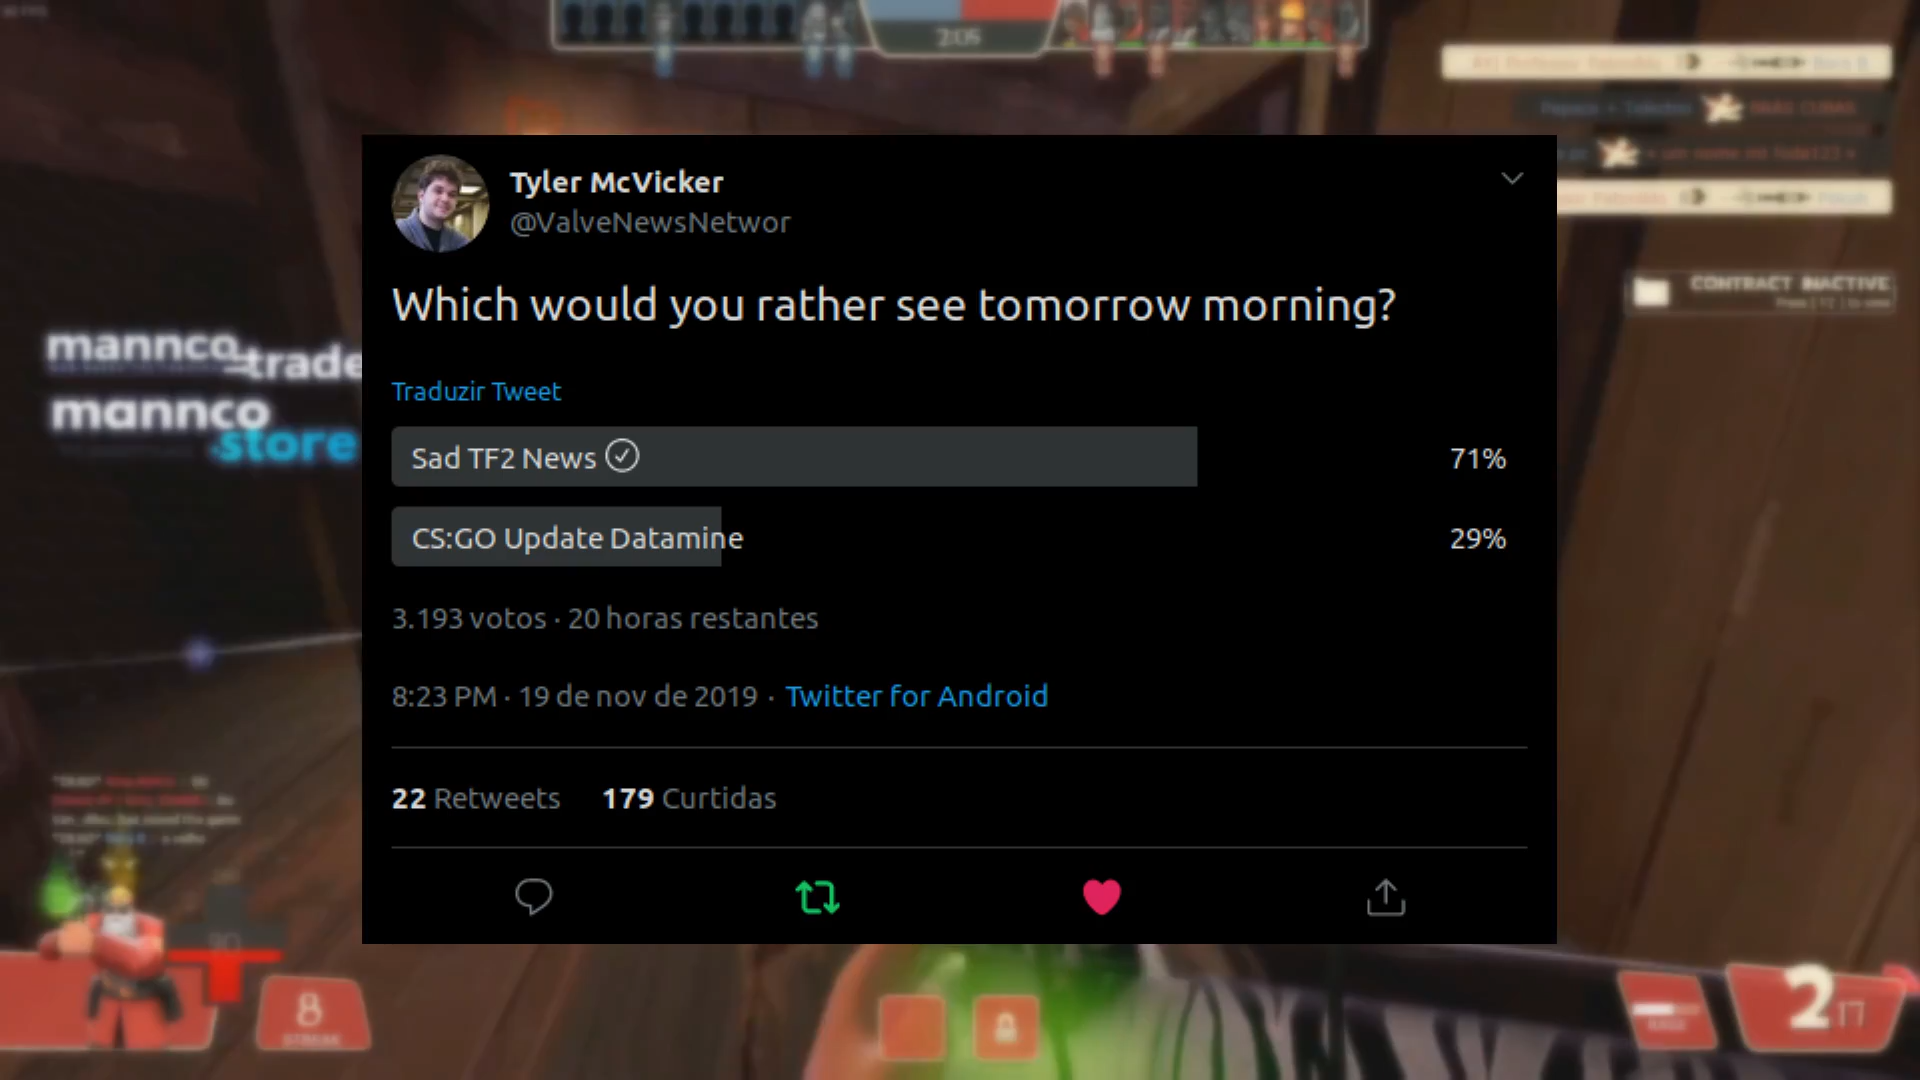 2:05
CONTRACT INACTIVE
mannco
trade
mannco
.store
Tyler McVicker
@ValveNewsNetwor
Which would you rather see tomorrow morning?
Traduzir Tweet
Sad TF2 News
71%
CS:GO Update Datamine
29%
3.193 votos · 20 horas restantes
8:23 PM · 19 de nov de 2019 · Twitter for Android
22 Retweets 179 Curtidas
90
8
2 17